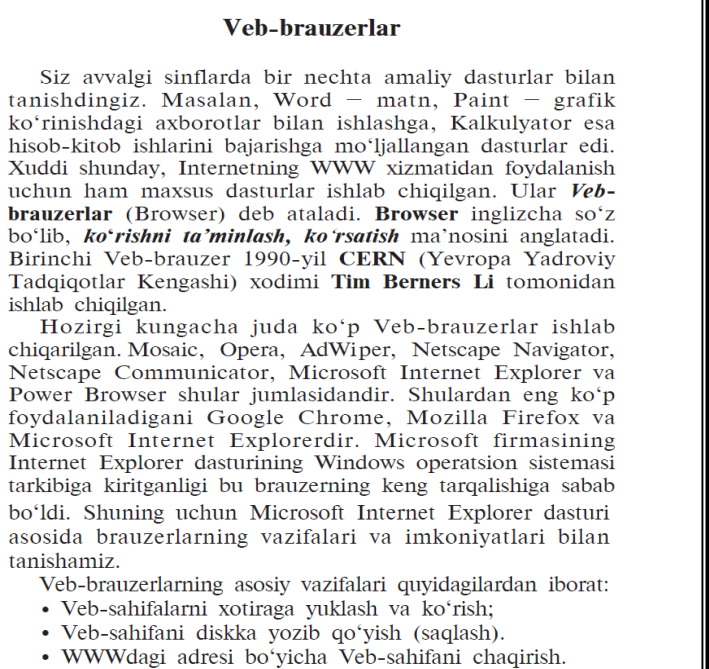 Veb-brauzerlar
Siz avvalgi sinflarda bir nechta amaliy dasturlar bilan
tanishdingiz. Masalan, Word — matn, Paint — grafik
ko‘rinishdagi axborotlar bilan ishlashga, Kalkulyator esa
hisob-kitob ishlarini bajarishga mo‘ljallangan dasturlar edi.
Xuddi shunday, Internetning WWW xizmatidan foydalanish
uchun ham maxsus dasturlar ishlab chiqilgan. Ular Veb-
brauzerlar (Browser) deb ataladi. Browser inglizcha so‘z
bo‘lib, ko‘rishni ta’minlash, ko‘rsatish ma’nosini anglatadi.
Birinchi Veb-brauzer 1990-yil CERN (Yevropa Yadroviy
Tadqiqotlar Kengashi) xodimi Tim Berners Li tomonidan
ishlab chiqilgan.
Hozirgi kungacha juda ko‘p Veb-brauzerlar ishlab
chiqarilgan. Mosaic, Opera, AdWiper, Netscape Navigator,
Netscape Communicator, Microsoft Internet Explorer va
Power Browser shular jumlasidandir. Shulardan eng ko‘p
foydalaniladigani Google Chrome, Mozilla Firefox va
Microsoft Internet Explorerdir. Microsoft firmasining
Internet Explorer dasturining Windows operatsion sistemasi
tarkibiga kiritganligi bu brauzerning keng tarqalishiga sabab
bo‘ldi. Shuning uchun Microsoft Internet Explorer dasturi
asosida brauzerlarning vazifalari va imkoniyatlari bilan
tanishamiz.
Veb-brauzerlarning asosiy vazifalari quyidagilardan iborat:
• Veb-sahifalarni xotiraga yuklash va ko‘rish;
• Veb-sahifani diskka yozib qo‘yish (saqlash).
• WWWdagi adresi bo‘yicha Veb-sahifani chaqirish.